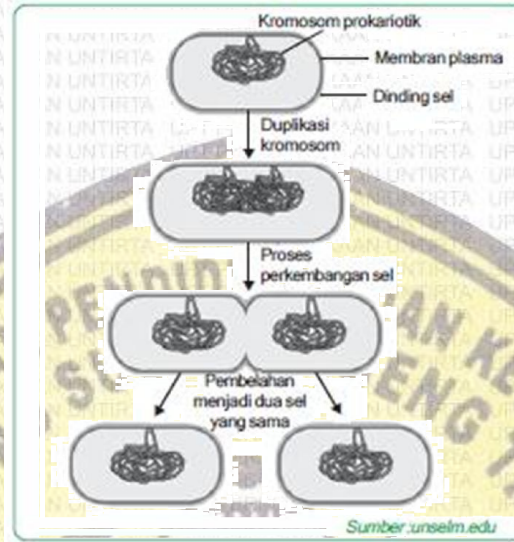 Kromosom prokariotik
Membran plasma
Dinding sel
Duplikasi
kromosom
Proses
perkembangan sel
Pembelahan
menjadi dua sel
yang sama
Sumber;unselm.edu